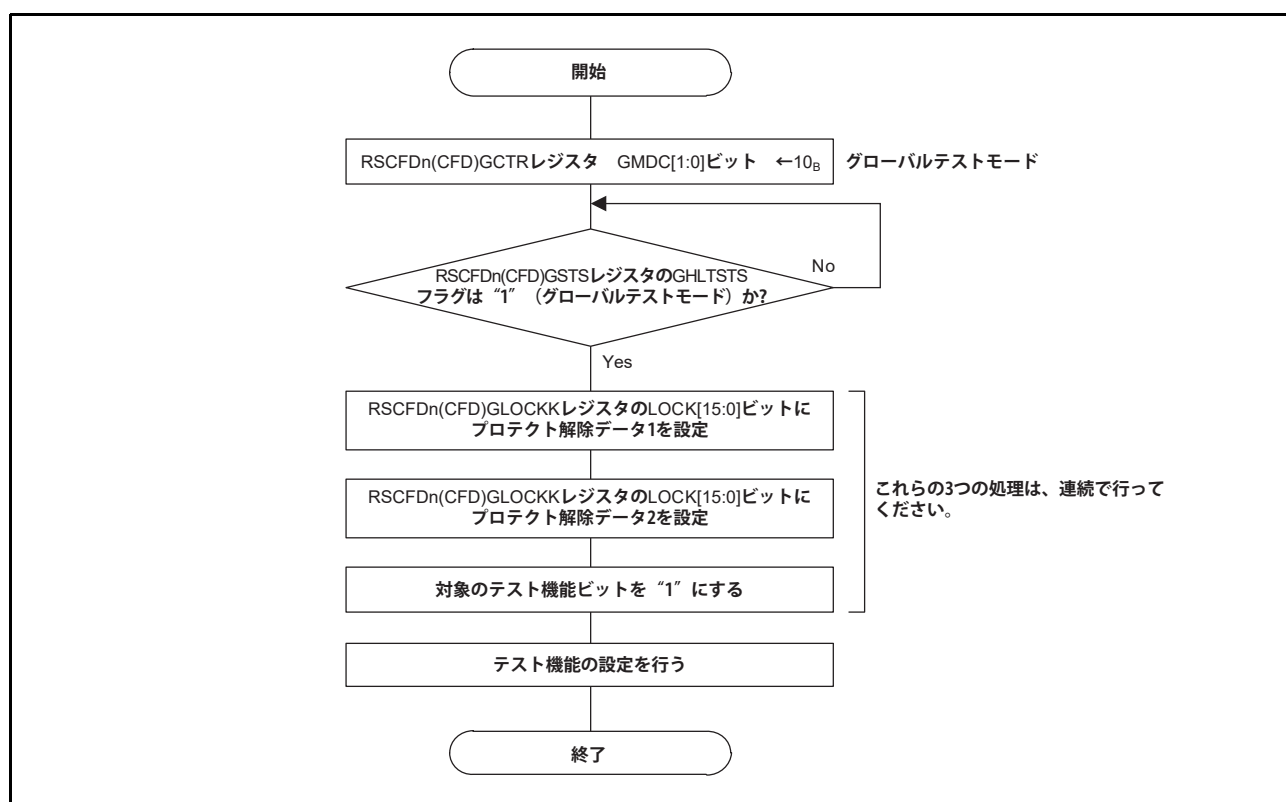 開始
RSCFDn(CFD)GCTRレジスタ　GMDC[1:0]ビット　←10B
グローバルテストモード
RSCFDn(CFD)GSTSレジスタのGHLTSTS
フラグは“1”（グローバルテストモード）か?
No
Yes
RSCFDn(CFD)GLOCKKレジスタのLOCK[15:0]ビットに
プロテクト解除データ1を設定
RSCFDn(CFD)GLOCKKレジスタのLOCK[15:0]ビットに
プロテクト解除データ2を設定
これらの3つの処理は、連続で行って
ください。
対象のテスト機能ビットを“1”にする
テスト機能の設定を行う
終了